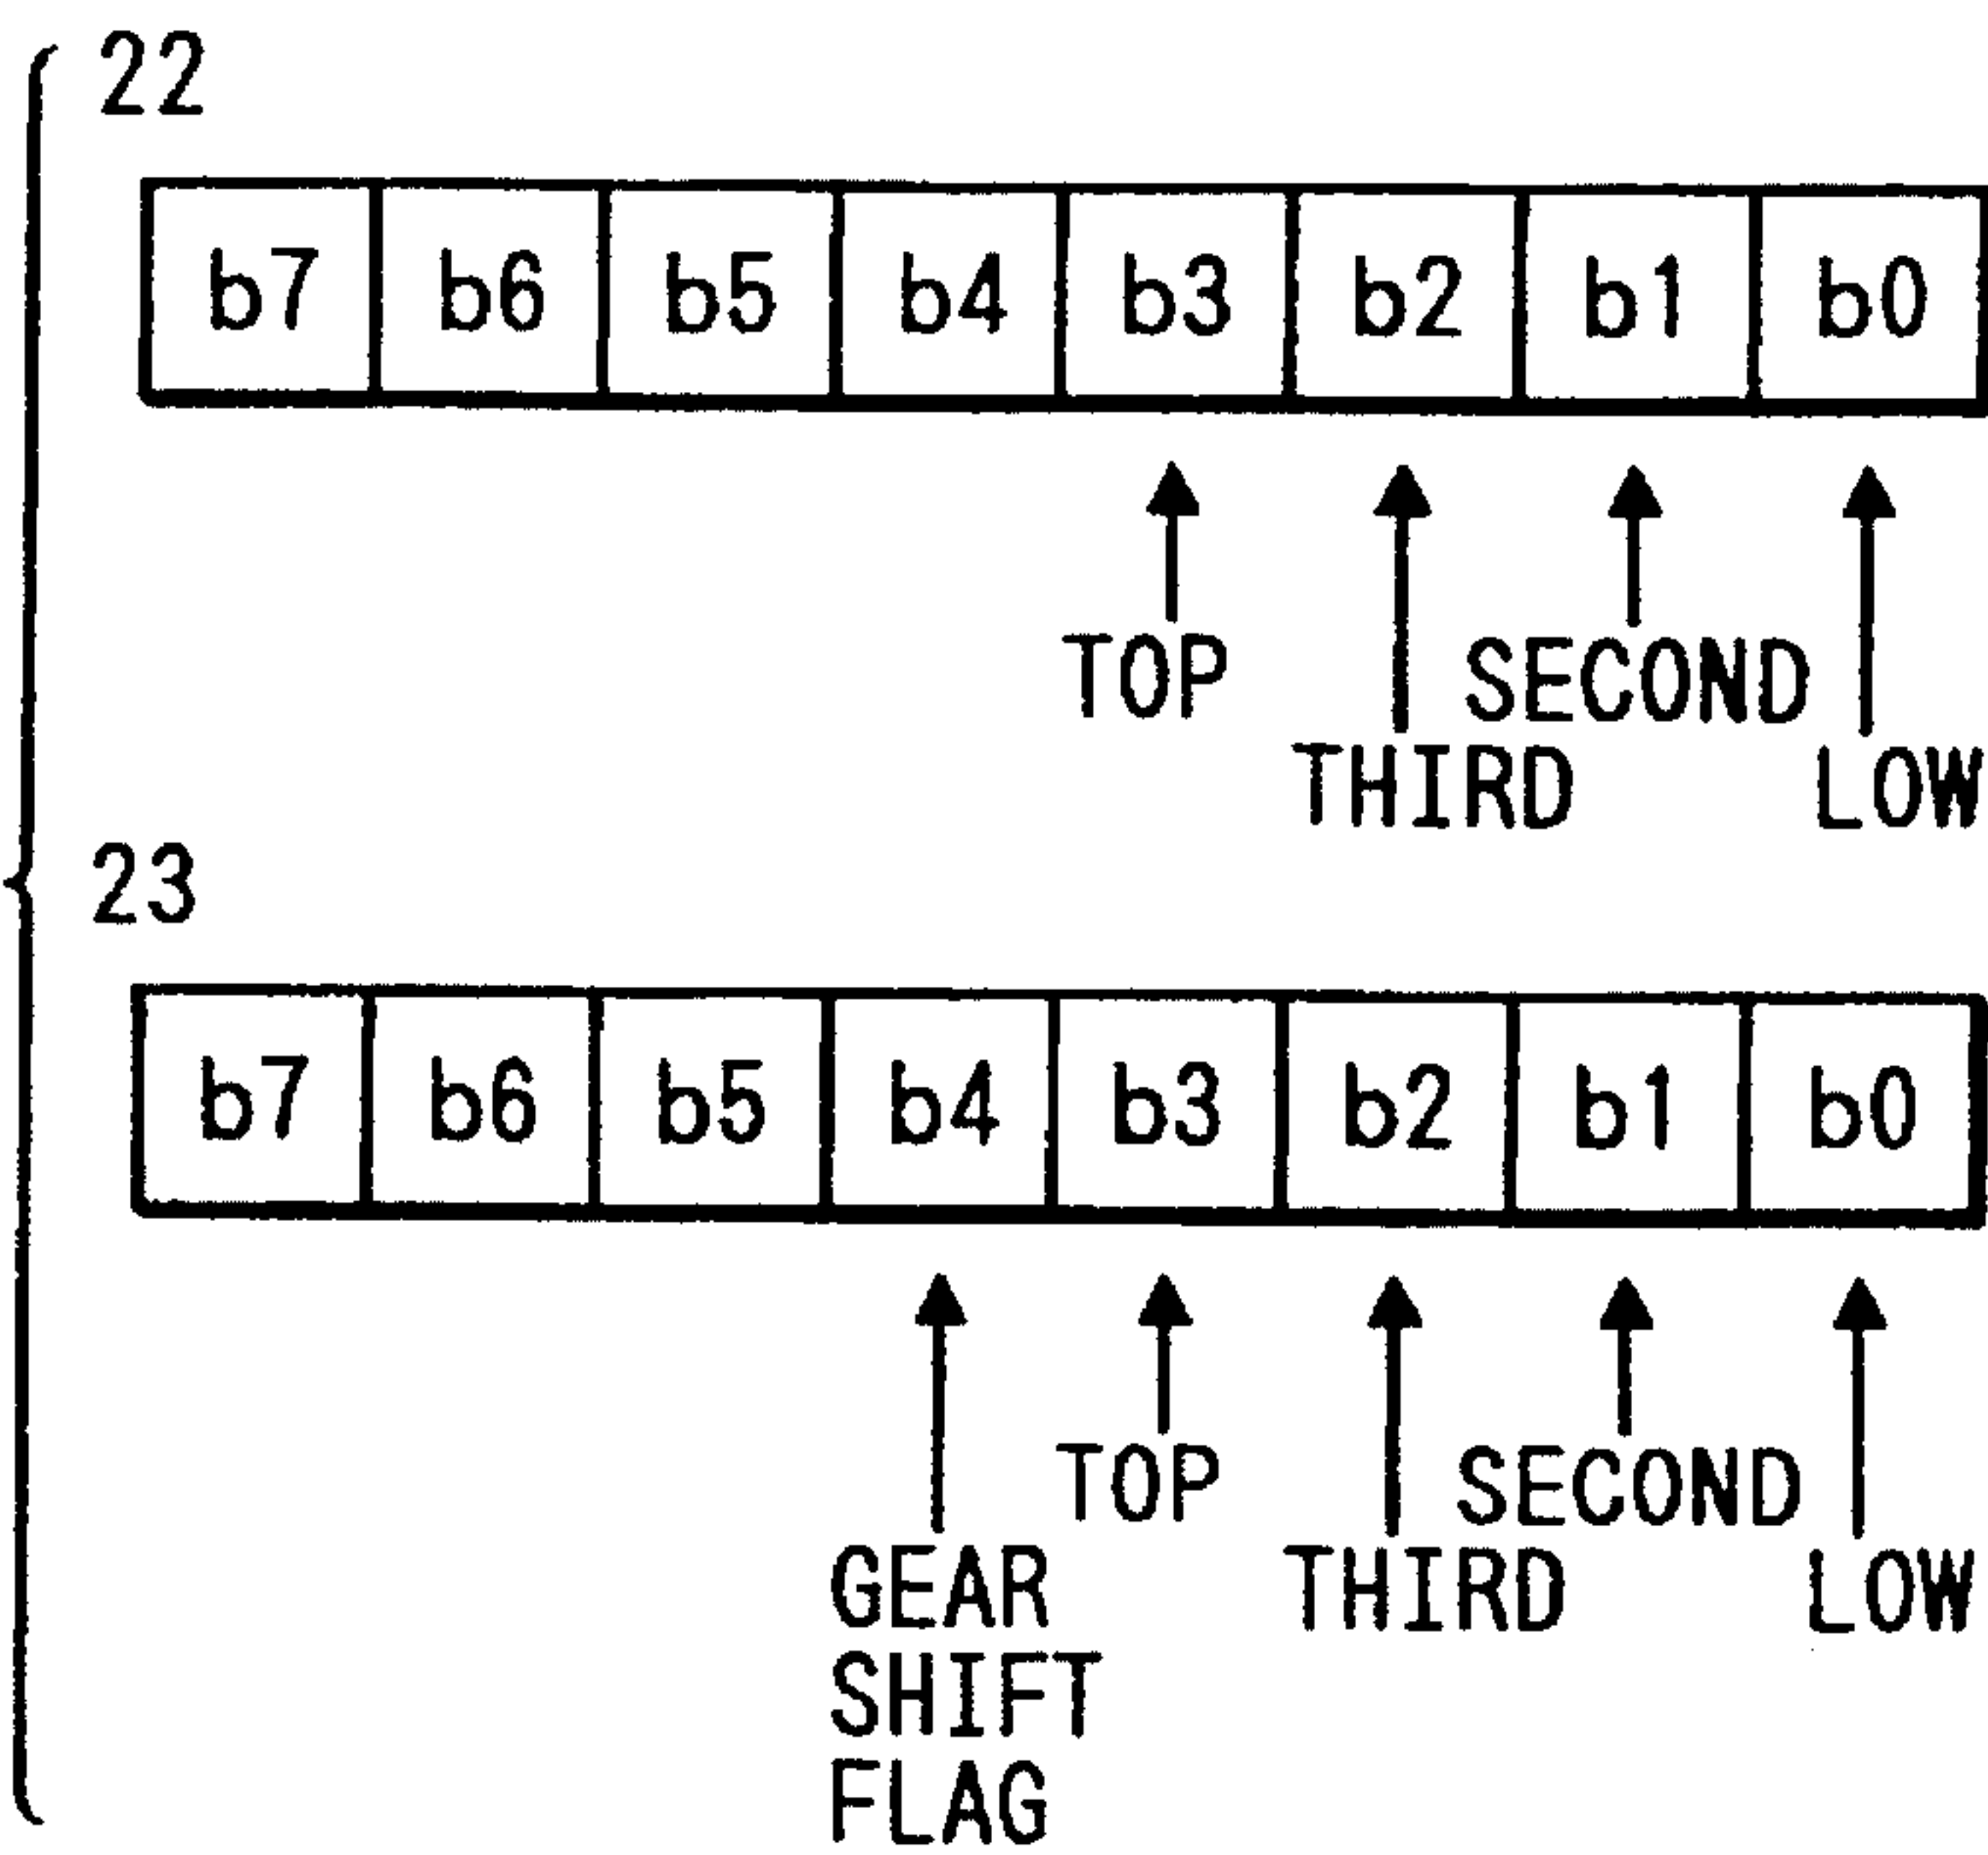 22
b7 b6 b5 b4 b3 b2 b1 b0
TOP SECOND
THIRD LOW
23
b7 b6 b5 b4 b3 b2 b1 b0
TOP SECOND
GEAR THIRD LOW
SHIFT
FLAG